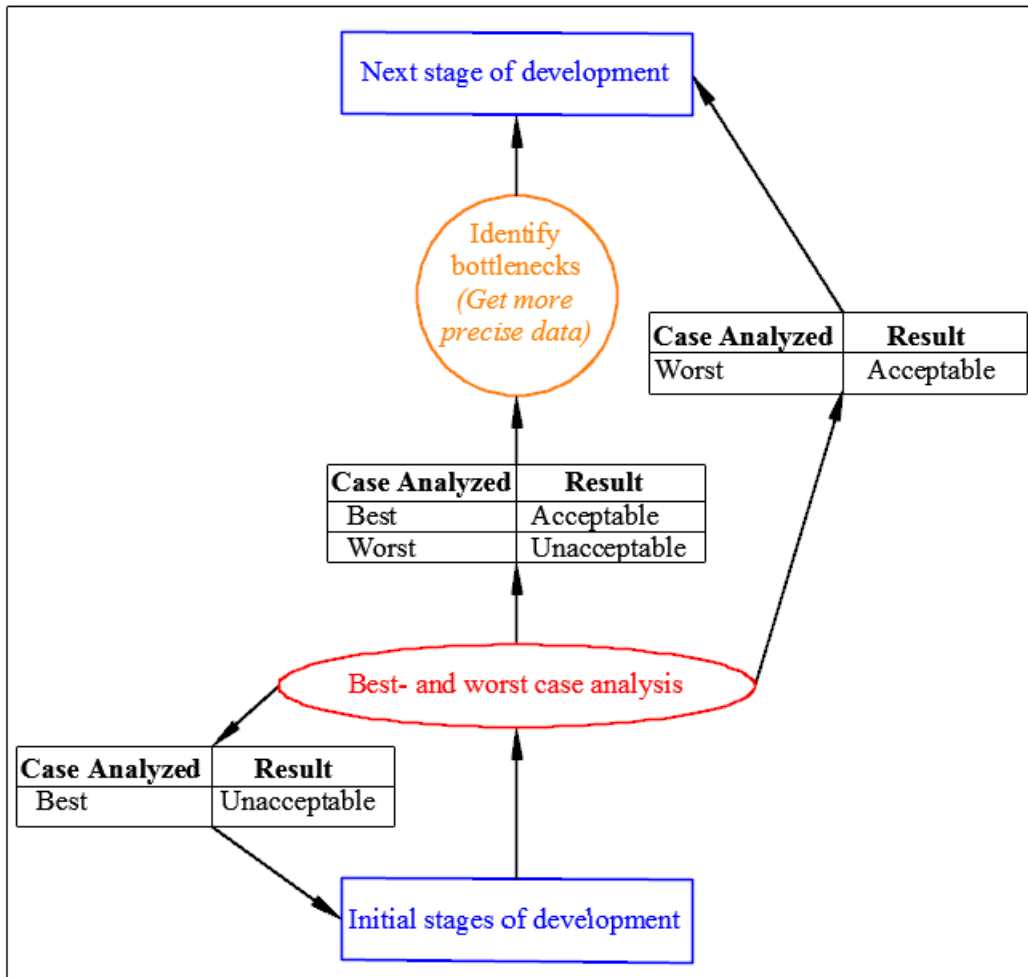 Next stage of development
Identify
bottlenecks
(Get more
precise data)
Case Analyzed Result
Worst Acceptable
Case Analyzed Result
Best Acceptable
Worst Unacceptable
Best- and worst case analysis
Case Analyzed Result
Best Unacceptable
Initial stages of development